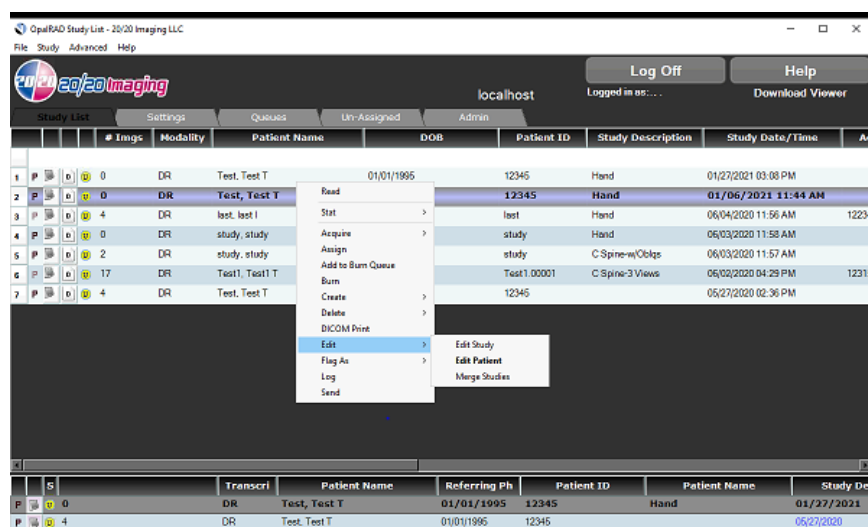 OpalRAD Study List - 20/20 Imaging LLC
File Study Advanced Help
20/20 20/20 Imaging
localhost
Log Off Help
Logged in as:... Download Viewer
Study List Settings Queues Un-Assigned Admin
# Imgs Modality Patient Name DOB Patient ID Study Description Study Date/Time A
1 P D U 0 DR Test, Test T 01/01/1995 12345 Hand 01/27/2021 03:08 PM
2 P D U 0 DR Test, Test T 12345 Hand 01/06/2021 11:44 AM
3 P D U 4 DR last, last l last Hand 06/04/2020 11:56 AM 1223
4 P D U 0 DR study, study study Hand 06/03/2020 11:58 AM
5 P D U 2 DR study, study study C Spine-w/Oblqs 06/03/2020 11:57 AM
6 P D U 17 DR Test1, Test1 T Test1.00001 C Spine-3 Views 06/02/2020 04:29 PM 1231
7 P D U 4 DR Test, Test T 12345 05/27/2020 02:36 PM
Read
Stat
Acquire
Assign
Add to Burn Queue
Burn
Create
Delete
DICOM Print
Edit
Flag As
Log
Send
Edit Study
Edit Patient
Merge Studies
S Transcri Patient Name Referring Ph Patient ID Patient Name Study De
P U 0 DR Test, Test T 01/01/1995 12345 Hand 01/27/2021
P U 4 DR Test, Test T 01/01/1995 12345 05/27/2020